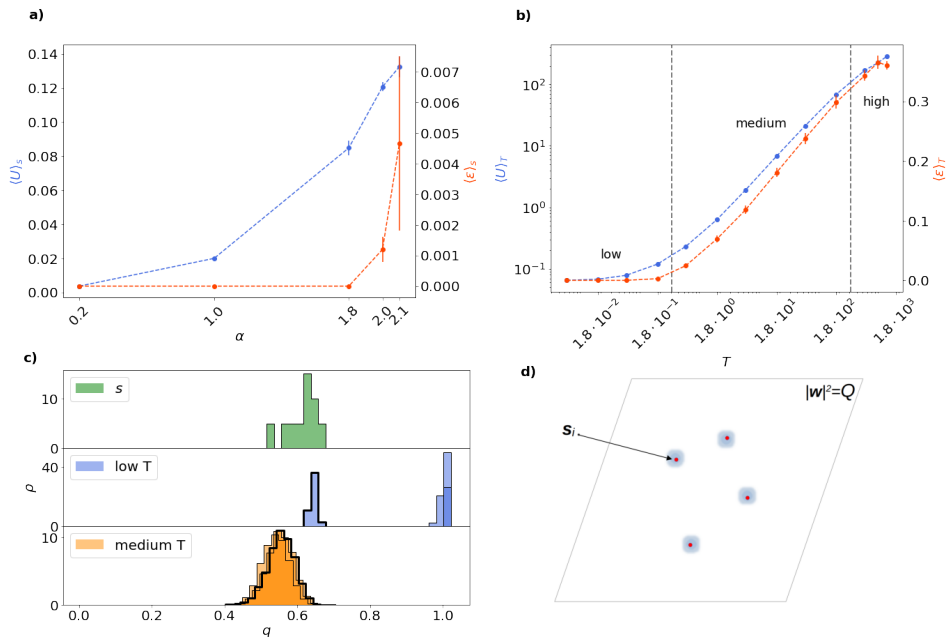 a)
0.14
0.12
0.10
0.08
0.06
0.04
0.02
0.00
⟨U⟩s
0.007
0.006
0.005
0.004
0.003
0.002
0.001
0.000
⟨ε⟩s
0.2
1.0
1.8
2.0
2.1
α
b)
10²
10¹
10⁰
10⁻¹
⟨U⟩T
low
medium
high
0.3
0.2
0.1
0.0
⟨ε⟩T
1.8 · 10⁻²
1.8 · 10⁻¹
1.8 · 10⁰
1.8 · 10¹
1.8 · 10²
1.8 · 10³
T
c)
s
10
0
low T
40
0
medium T
10
0
ρ
0.0
0.2
0.4
0.6
0.8
1.0
q
d)
|w|²=Q
sᵢ